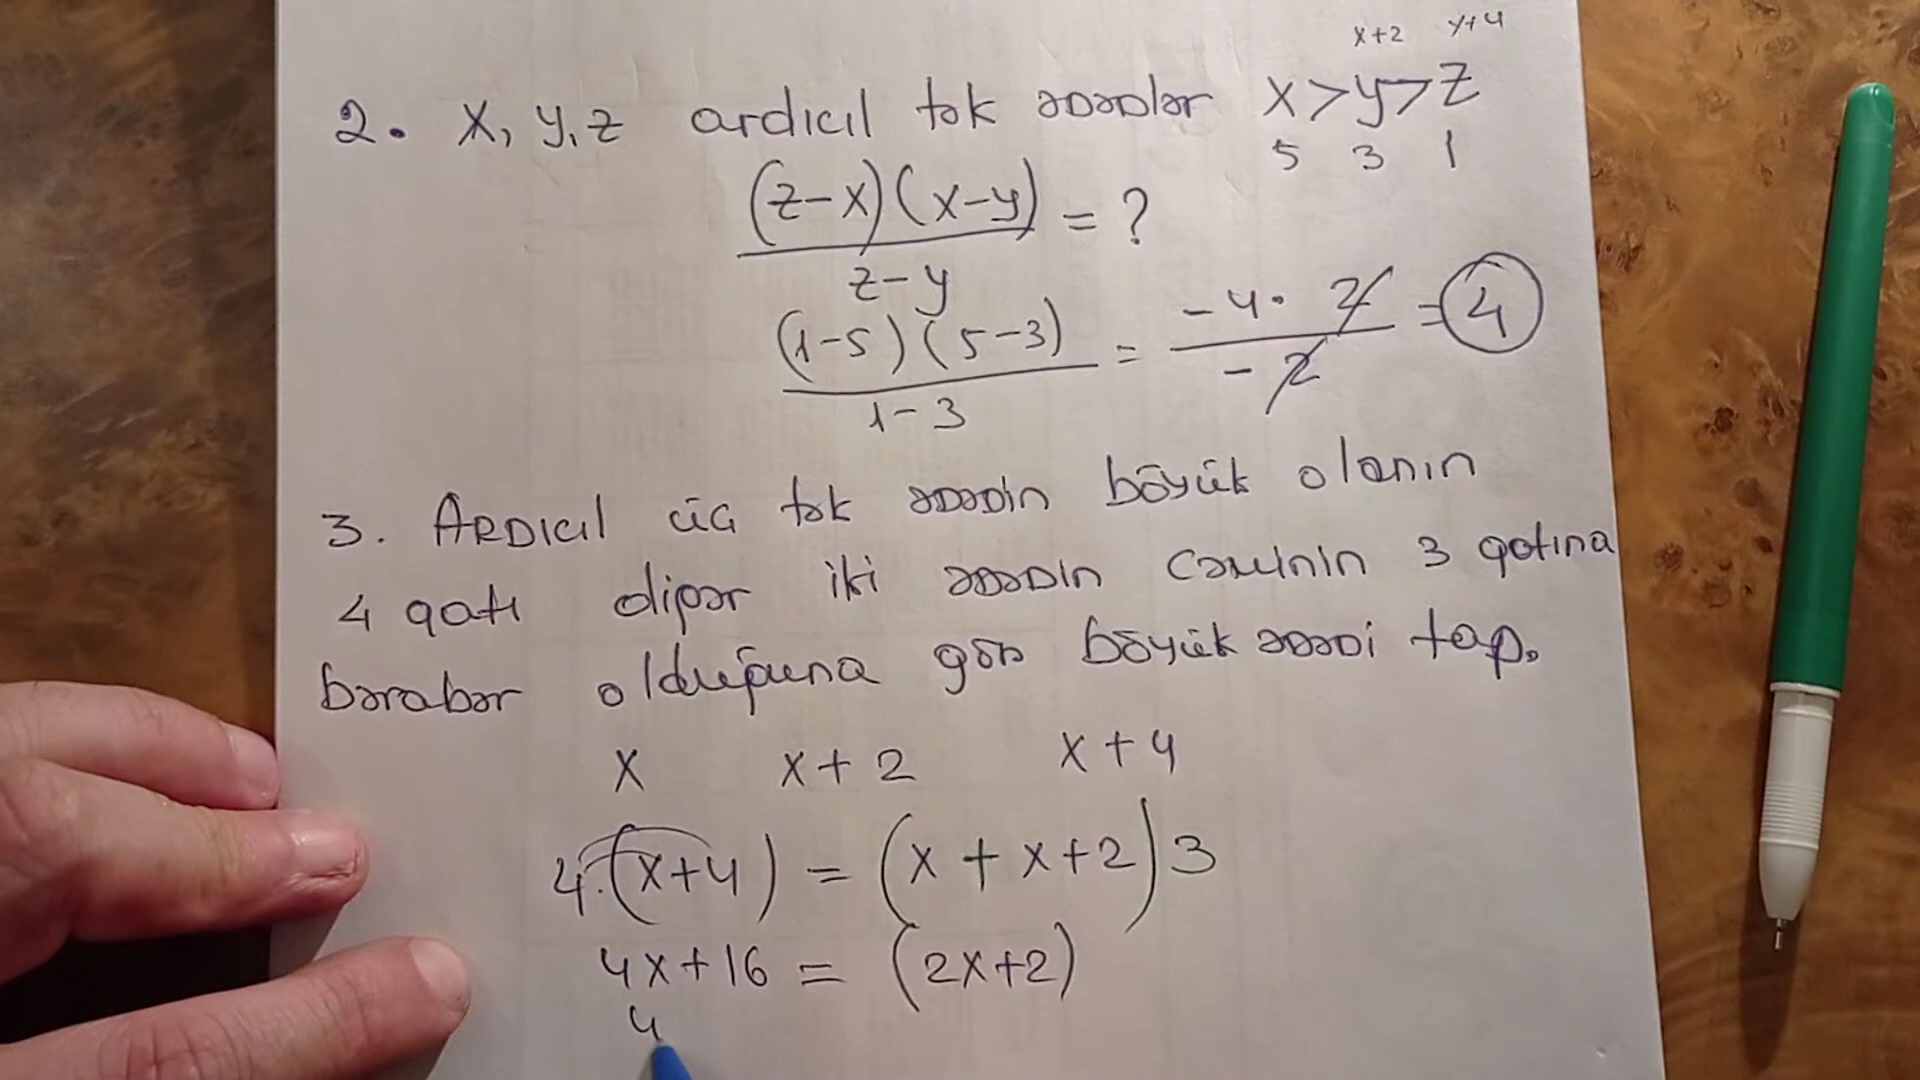 x+2 y+4
2. X, y, z ardıcıl tək ədədlər x>y>z
5 3 1
(z-x)(x-y) = ?
z-y
(1-5)(5-3) = -4·2 = 4
1-3 -2
3. Ardıcıl üç tək ədədin böyük olanın
4 qatı digər iki ədədin cəminin 3 qatına
bərabər olduğuna görə böyük ədədi tap.
x x+2 x+4
4·(x+4) = (x+x+2)3
4x+16 = (2x+2)
4